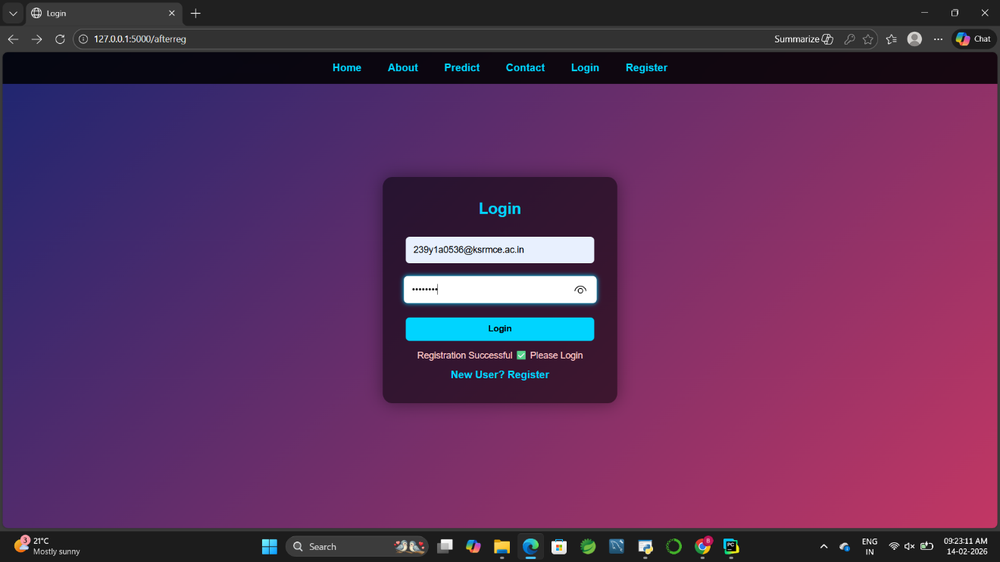 Login
127.0.0.1:5000/afterreg
Summarize
Chat
Home About Predict Contact Login Register
Login
239y1a0536@ksrmce.ac.in
••••••••
Login
Registration Successful ✅ Please Login
New User? Register
3
21°C
Mostly sunny
Search
B
PC
ENG
IN
09:23:11 AM
14-02-2026